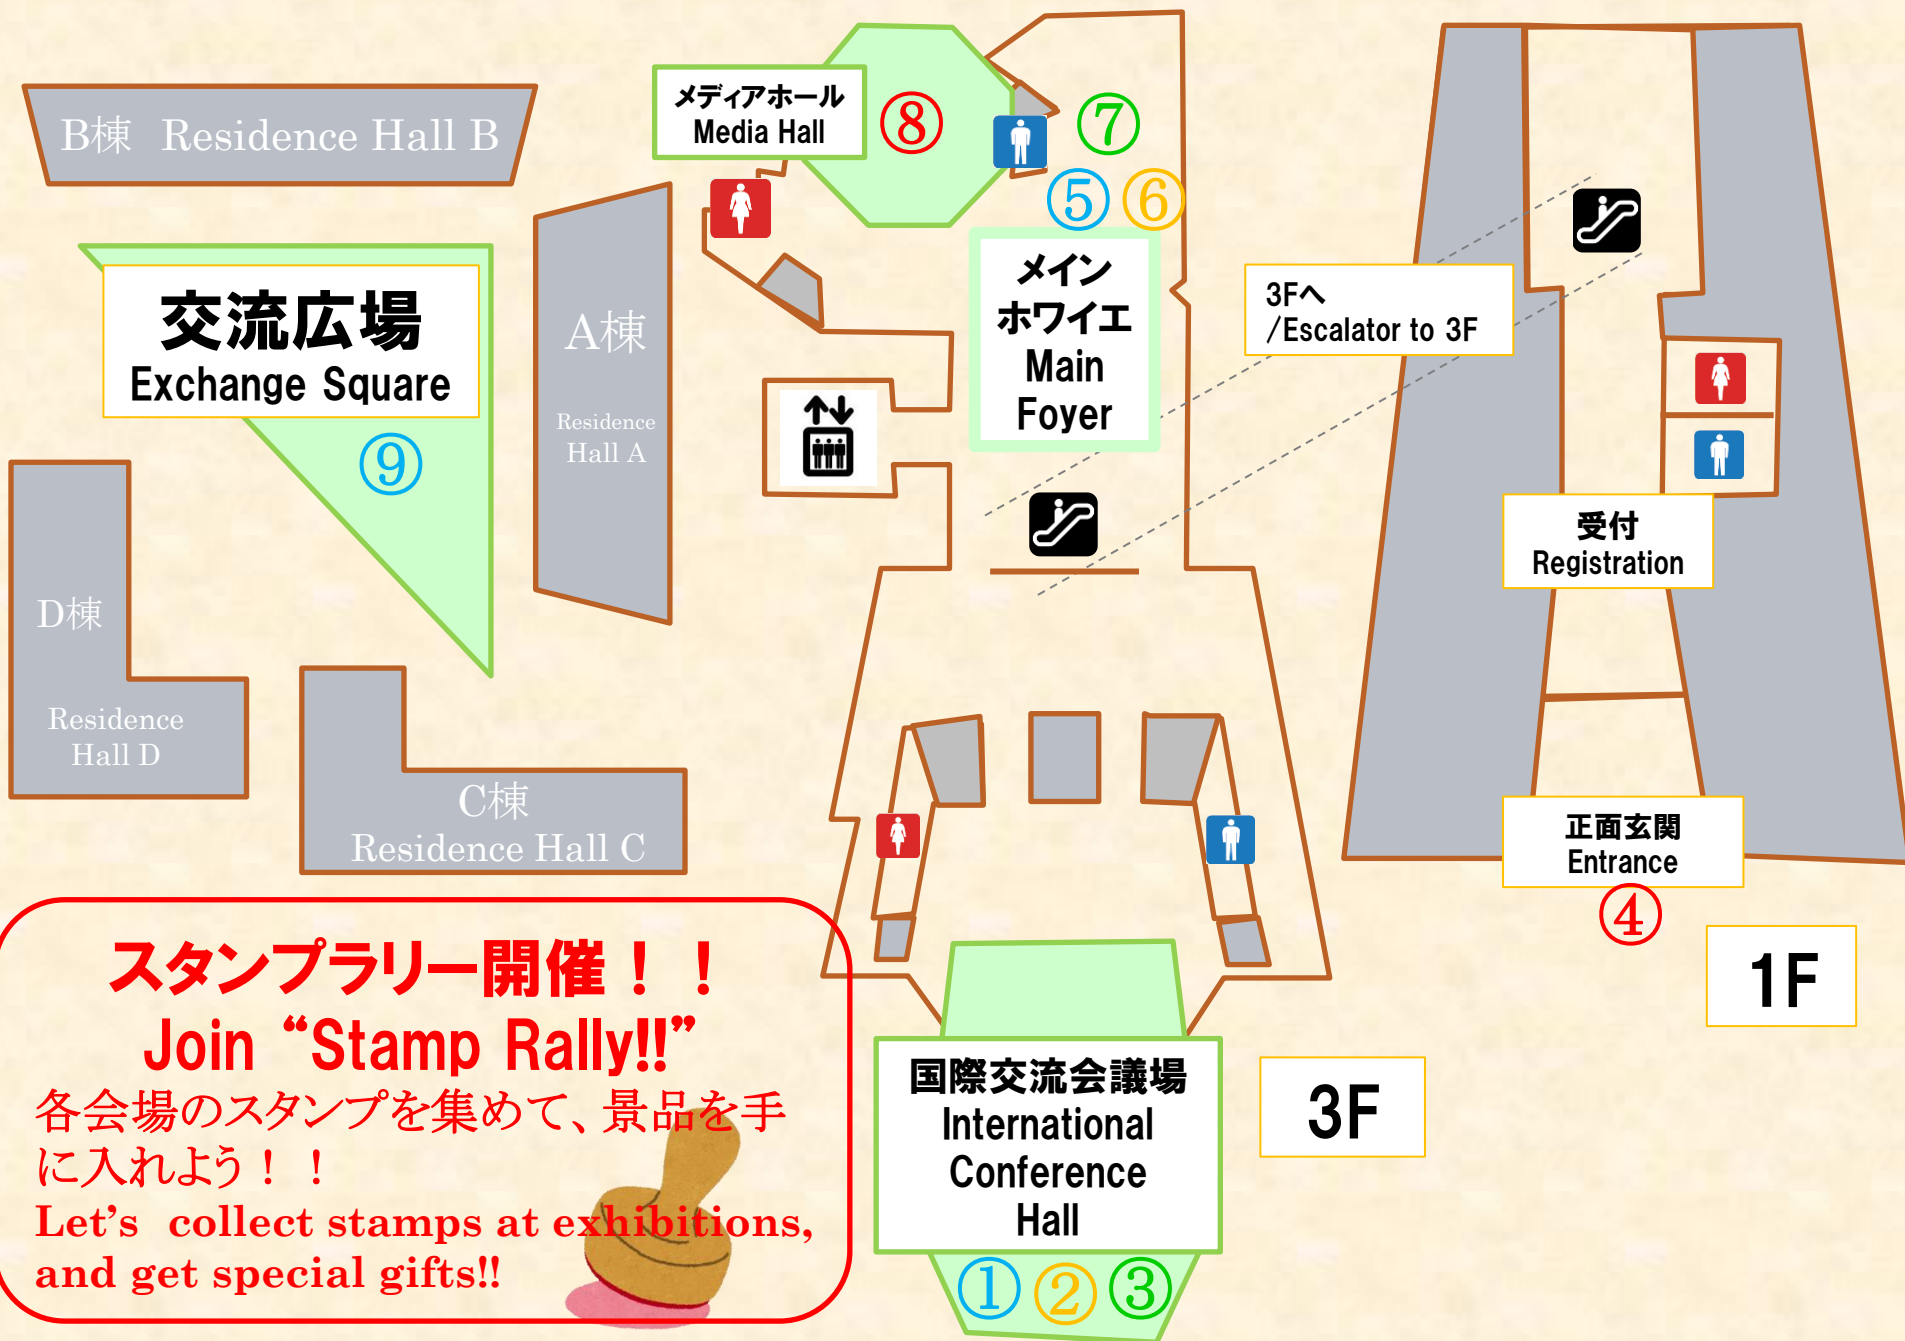 B棟 Residence Hall B
メディアホール
Media Hall
⑧
⑦
⑤ ⑥
交流広場
Exchange Square
⑨
A棟
Residence
Hall A
メイン
ホワイエ
Main
Foyer
3Fへ
/Escalator to 3F
受付
Registration
D棟
Residence
Hall D
C棟
Residence Hall C
正面玄関
Entrance
④
1F
スタンプラリー開催！！
Join “Stamp Rally!!”
各会場のスタンプを集めて、景品を手
に入れよう！！
Let's collect stamps at exhibitions,
and get special gifts!!
国際交流会議場
International
Conference
Hall
① ② ③
3F